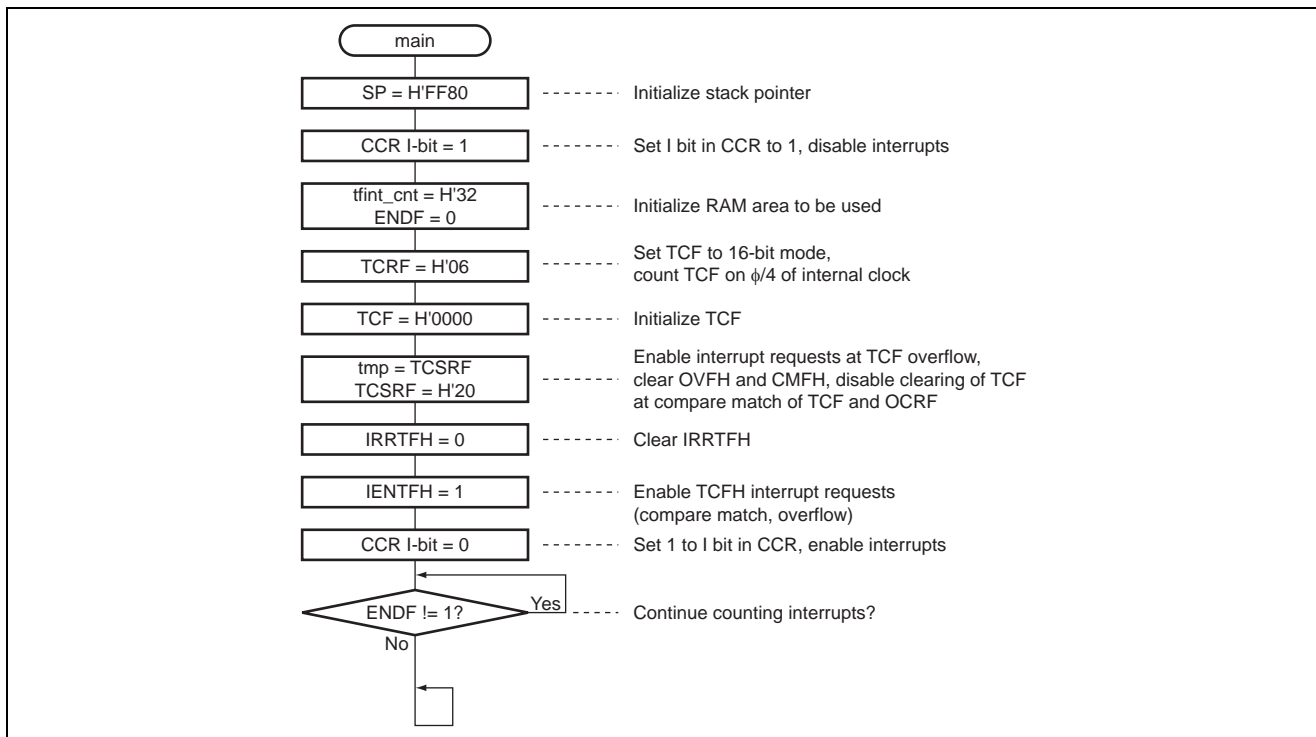 main
SP = H'FF80
Initialize stack pointer
CCR I-bit = 1
Set I bit in CCR to 1, disable interrupts
tfint_cnt = H'32
ENDF = 0
Initialize RAM area to be used
TCRF = H'06
Set TCF to 16-bit mode,
count TCF on ϕ/4 of internal clock
TCF = H'0000
Initialize TCF
tmp = TCSRF
TCSRF = H'20
Enable interrupt requests at TCF overflow,
clear OVFH and CMFH, disable clearing of TCF
at compare match of TCF and OCRF
IRRTFH = 0
Clear IRRTFH
IENTFH = 1
Enable TCFH interrupt requests
(compare match, overflow)
CCR I-bit = 0
Set 1 to I bit in CCR, enable interrupts
ENDF != 1?
Yes
Continue counting interrupts?
No